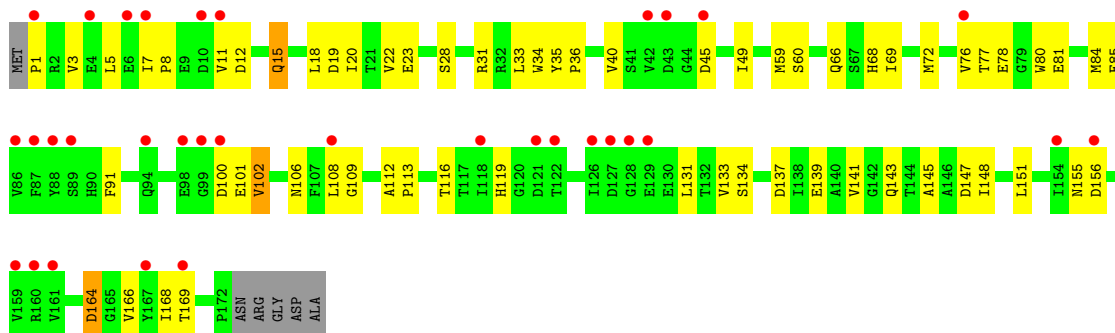 MET P1 R2 V3 E4 L5 E6 I7 P8 E9 D10 V11 D12 Q15 L18 D19 I20 T21 V22 E23 S28 R31 R32 L33 W34 Y35 P36 V40 S41 V42 D43 G44 D45 I49 M59 S60 Q66 S67 H68 I69 M72 V76 T77 E78 G79 W80 E81 M84 E85
V86 F87 Y88 S89 H90 F91 Q94 E98 G99 D100 E101 V102 N106 F107 L108 G109 A112 P113 T116 T117 I118 H119 G120 D121 T122 I126 D127 G128 E129 E130 L131 T132 V133 S134 D137 I138 E139 A140 V141 G142 Q143 T144 A145 A146 D147 I148 L151 I154 N155 D156
V159 R160 V161 D164 G165 V166 Y167 I168 T169 P172 ASN ARG GLY ASP ALA